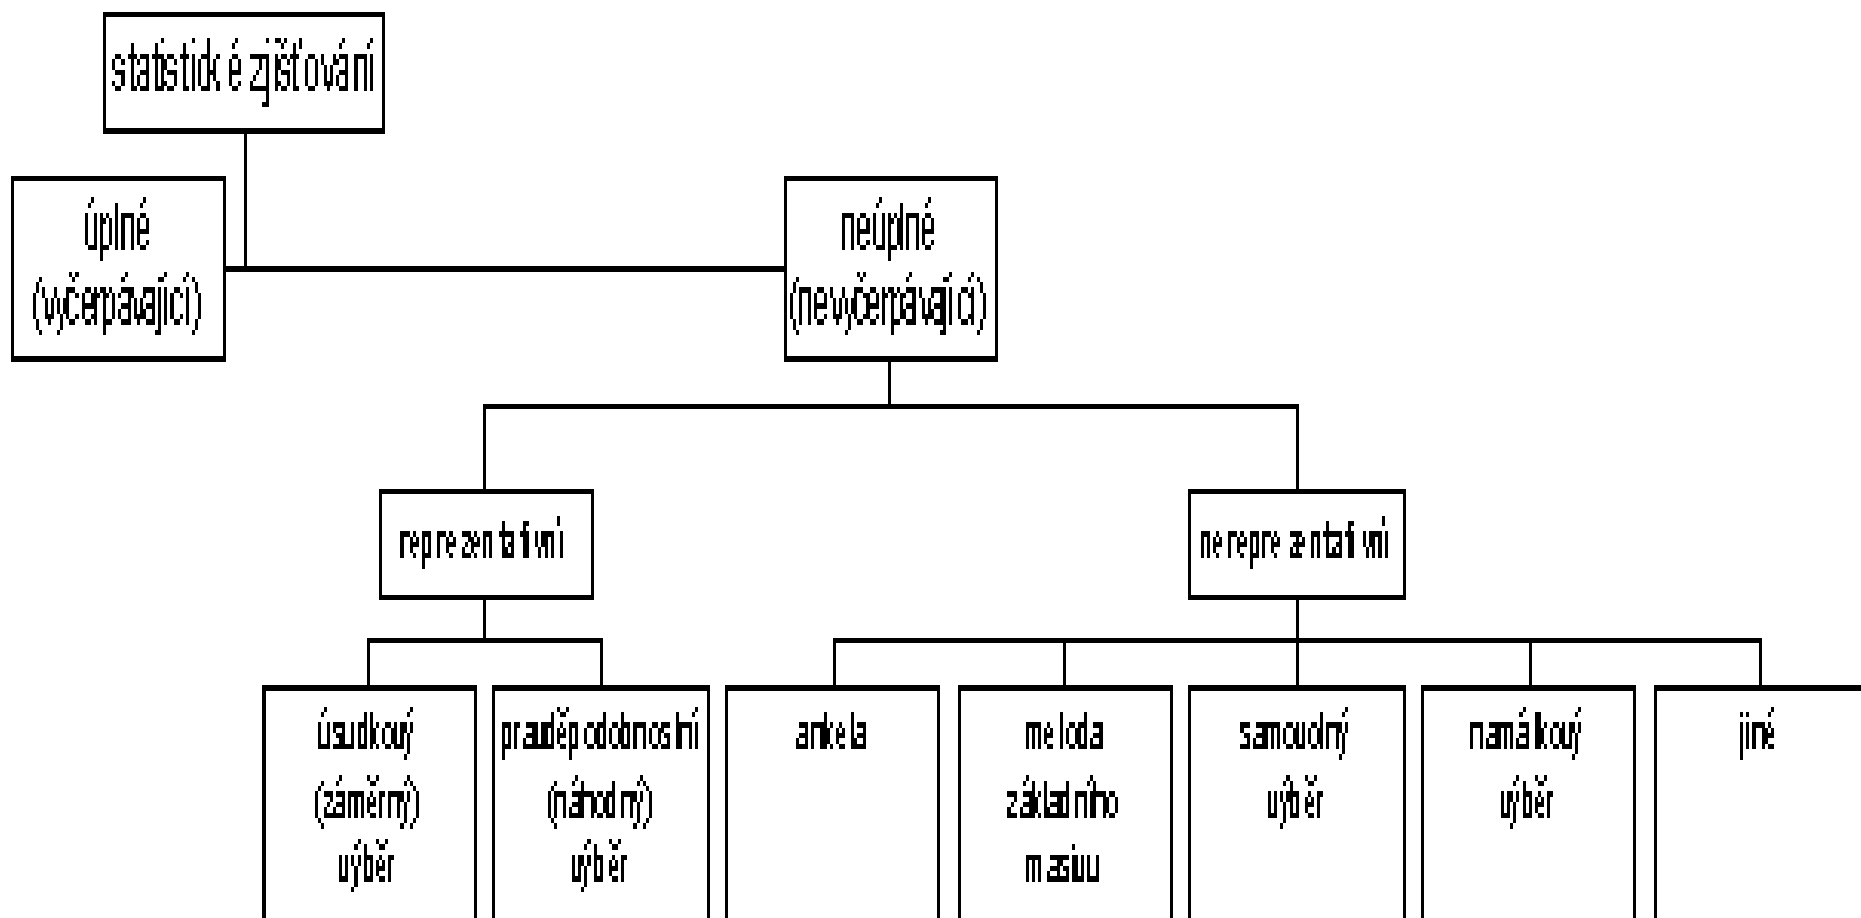 statistické zjišťování
úplné
(vyčerpávající)
neúplné
(nevyčerpávající)
reprezentativní
nereprezentativní
úsudkový
(záměrný)
výběr
pravděpodobnostní
(náhodný)
výběr
anketa
metoda
základního
masivu
samovolný
výběr
namátkový
výběr
jiné